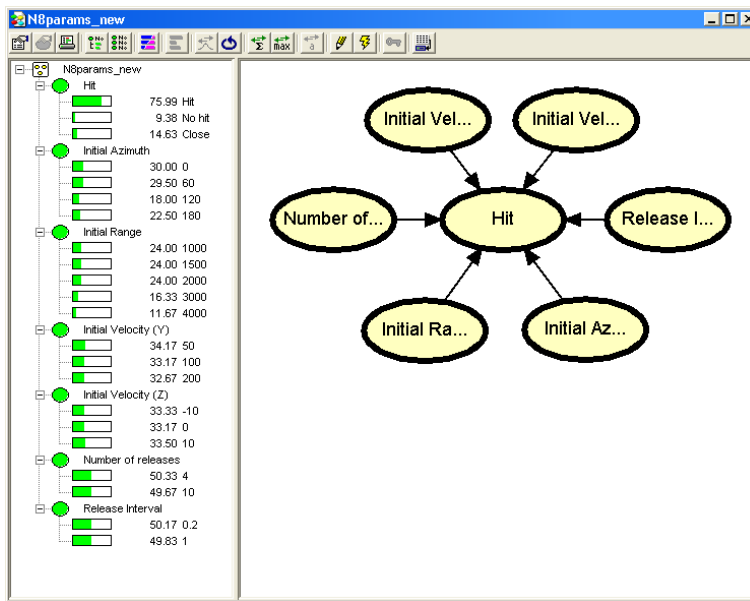 N8params_new
Σ
max
a
N8params_new
Hit
75.99 Hit
9.38 No hit
14.63 Close
Initial Azimuth
30.00 0
29.50 60
18.00 120
22.50 180
Initial Range
24.00 1000
24.00 1500
24.00 2000
16.33 3000
11.67 4000
Initial Velocity (Y)
34.17 50
33.17 100
32.67 200
Initial Velocity (Z)
33.33 -10
33.17 0
33.50 10
Number of releases
50.33 4
49.67 10
Release Interval
50.17 0.2
49.83 1
Initial Vel...
Initial Vel...
Number of...
Hit
Release I...
Initial Ra...
Initial Az...